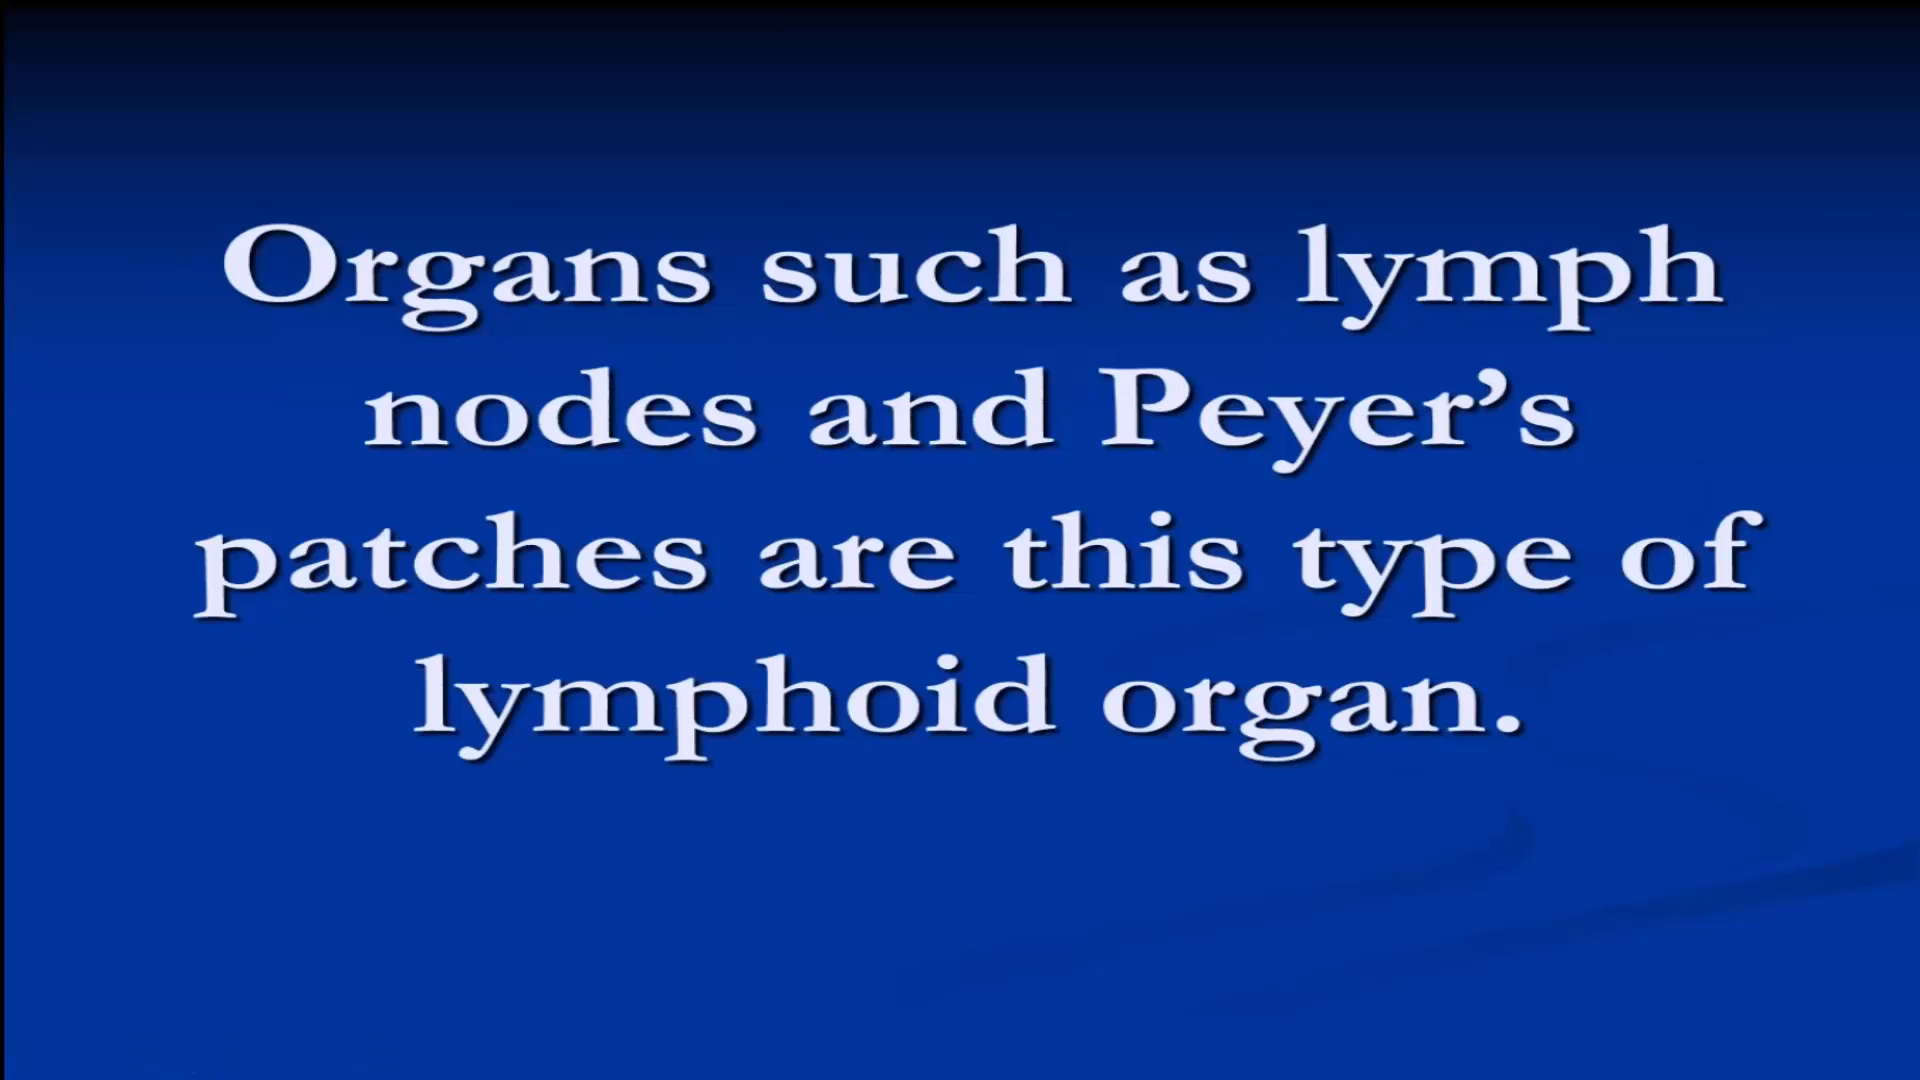 Organs such as lymph
nodes and Peyer’s
patches are this type of
lymphoid organ.